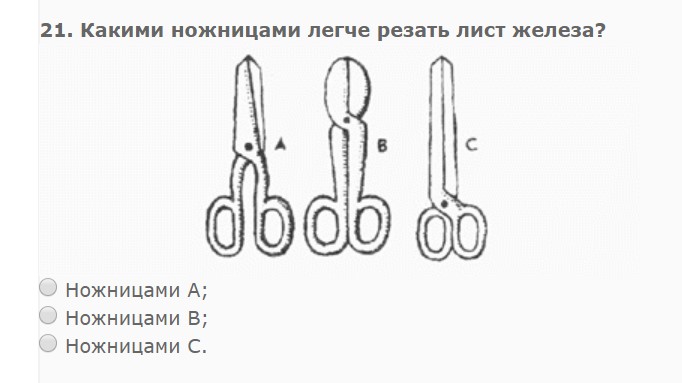 21. Какими ножницами легче резать лист железа?
A
B
C
Ножницами А;
Ножницами В;
Ножницами С.